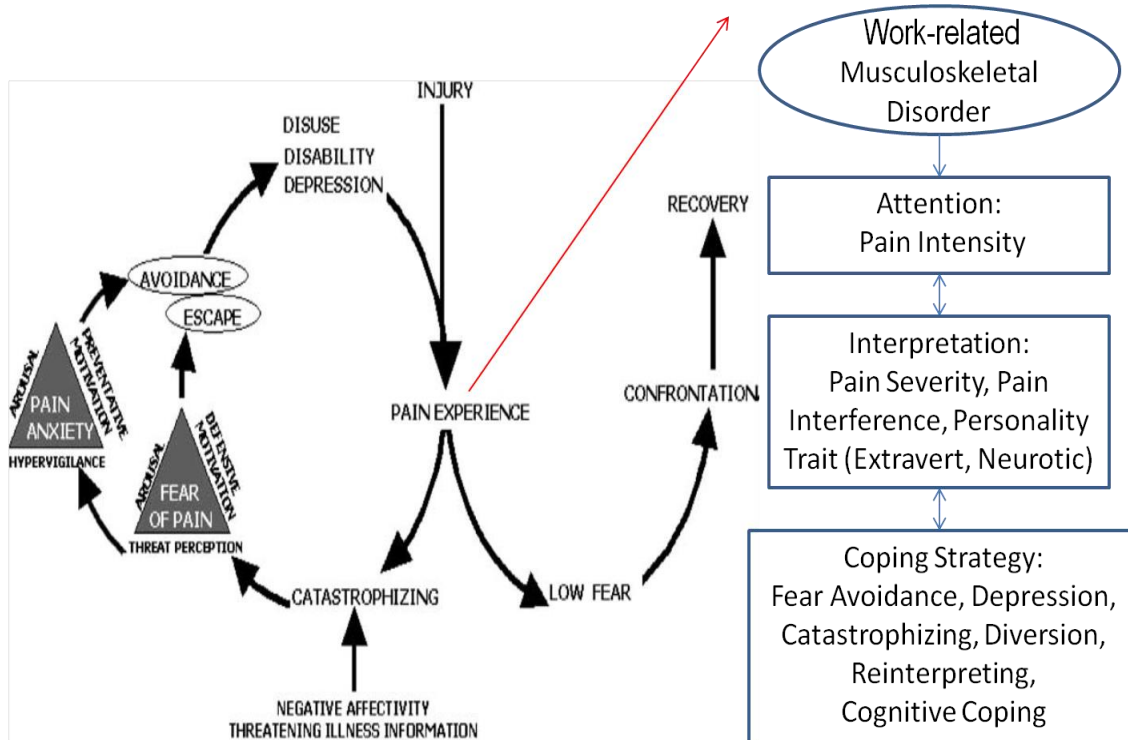 INJURY
DISUSE
DISABILITY
DEPRESSION
AVOIDANCE
ESCAPE
AROUSAL
PREVENTATIVE
MOTIVATION
PAIN
ANXIETY
HYPERVIGILANCE
AROUSAL
DEFENSIVE
MOTIVATION
FEAR
OF PAIN
THREAT PERCEPTION
CATASTROPHIZING
NEGATIVE AFFECTIVITY
THREATENING ILLNESS INFORMATION
PAIN EXPERIENCE
LOW FEAR
CONFRONTATION
RECOVERY
Work-related
Musculoskeletal
Disorder
Attention:
Pain Intensity
Interpretation:
Pain Severity, Pain
Interference, Personality
Trait (Extravert, Neurotic)
Coping Strategy:
Fear Avoidance, Depression,
Catastrophizing, Diversion,
Reinterpreting,
Cognitive Coping